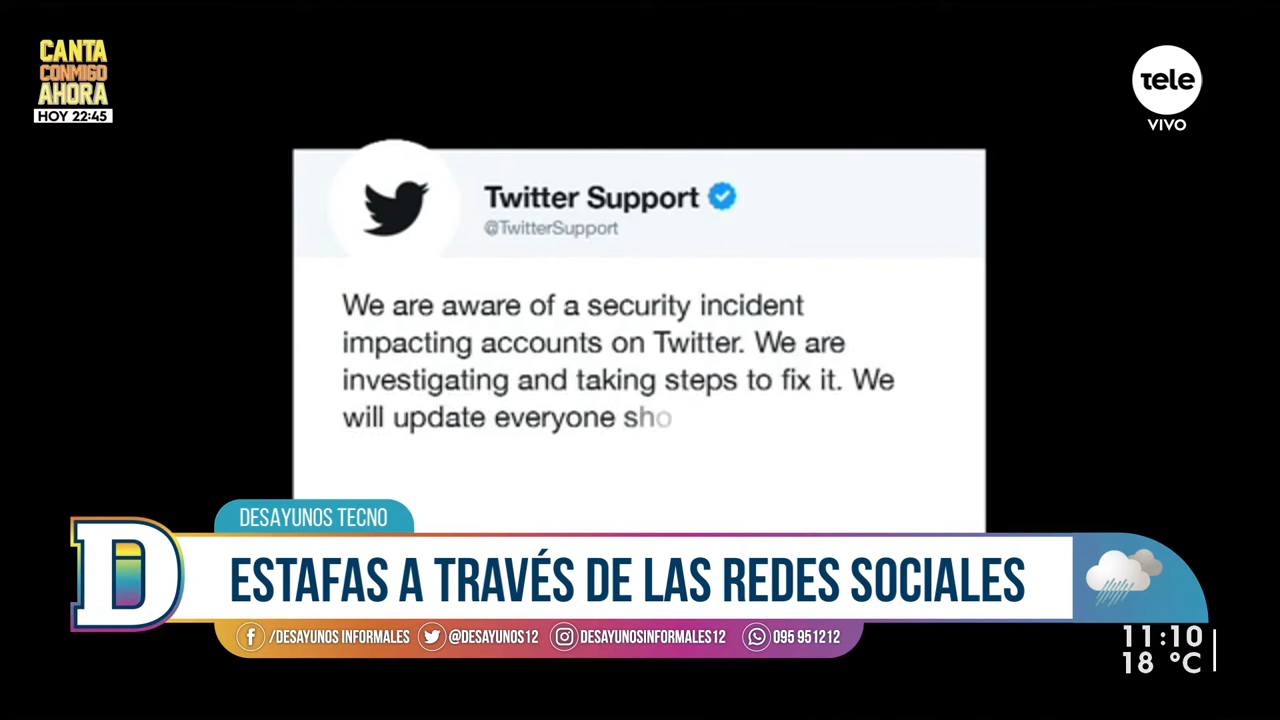 CANTA
CONMIGO
AHORA
HOY 22:45
tele
VIVO
Twitter Support
@TwitterSupport
We are aware of a security incident
impacting accounts on Twitter. We are
investigating and taking steps to fix it. We
will update everyone sho
DESAYUNOS TECNO
D
ESTAFAS A TRAVÉS DE LAS REDES SOCIALES
/DESAYUNOS INFORMALES @DESAYUNOS12 DESAYUNOSINFORMALES12 095 951212
11:10
18 °C